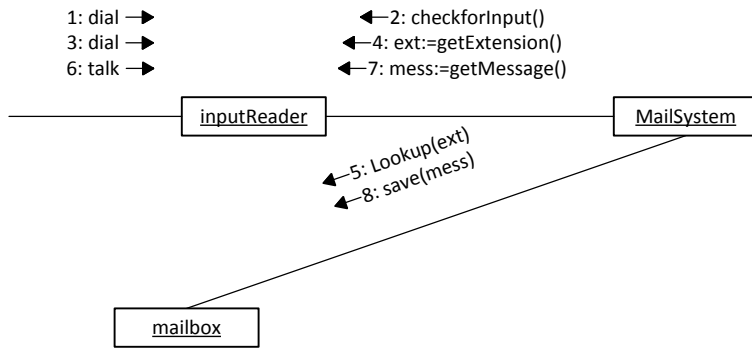 1: dial
2: checkforInput()
3: dial
4: ext:=getExtension()
6: talk
7: mess:=getMessage()
inputReader
MailSystem
5: Lookup(ext)
8: save(mess)
mailbox